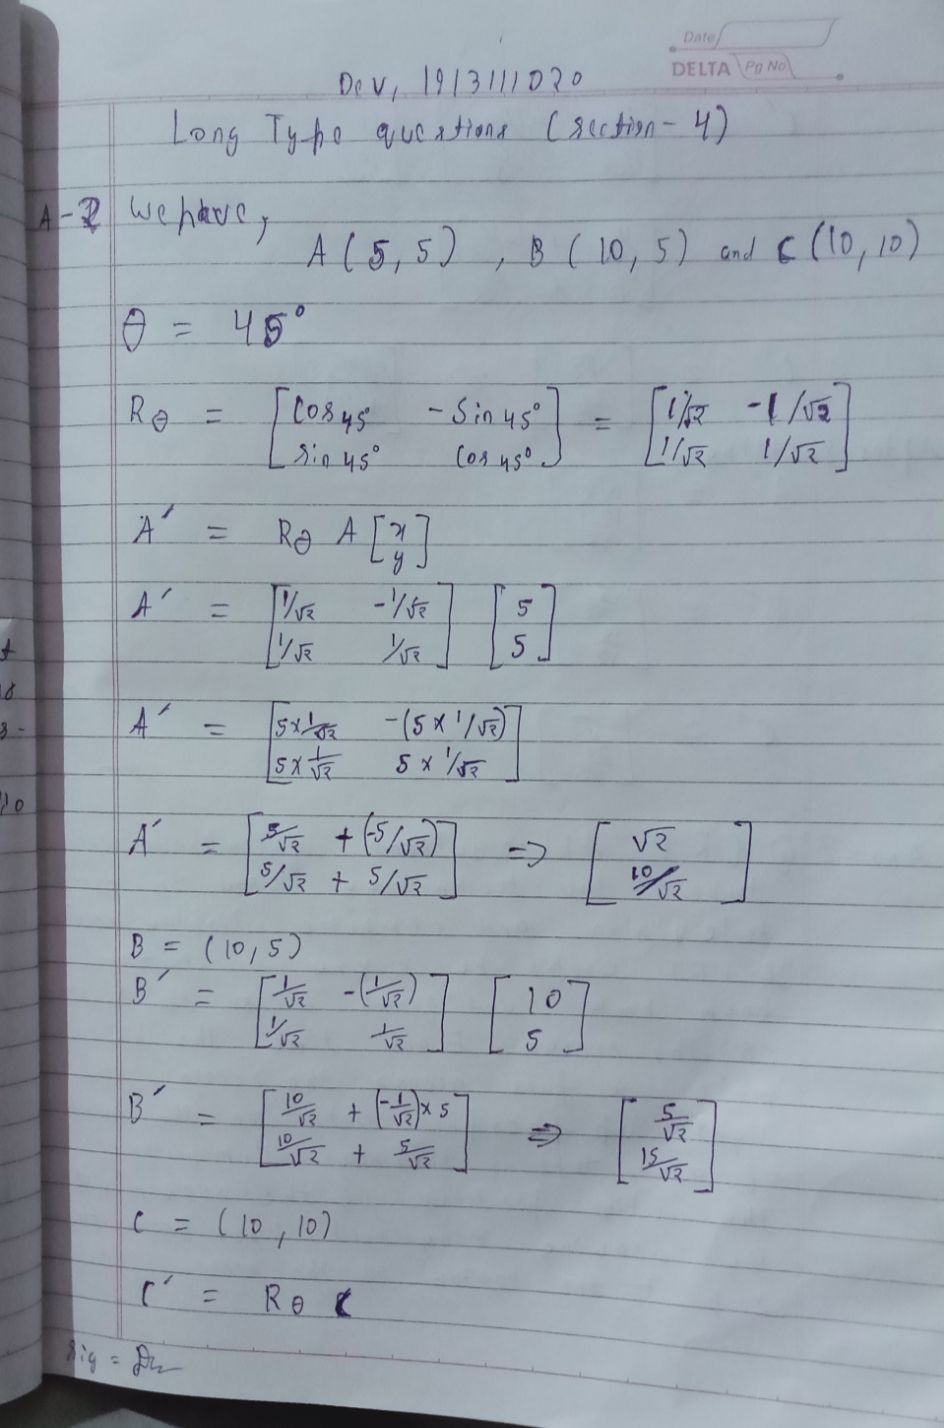 Date
DELTA Pg No
Dev, 1913111020
Long Type questions (section - 4)
A-2 We have,
A (5, 5) , B (10, 5) and C (10, 10)
θ = 45°
Rθ = [cos 45° - sin 45°] = [1/√2 -1/√2]
[sin 45° cos 45°] [1/√2 1/√2]
A′ = Rθ A [x]
[y]
A′ = [1/√2 -1/√2] [5]
[1/√2 1/√2] [5]
A′ = [5×1/√2 -(5×1/√2)]
[5×1/√2 5×1/√2]
A′ = [5/√2 + (-5/√2)] ⇒ [√2]
[5/√2 + 5/√2] [10/√2]
B = (10, 5)
B′ = [1/√2 -(1/√2)] [10]
[1/√2 1/√2] [5]
B′ = [10/√2 + (-1/√2)×5] ⇒ [5/√2]
[10/√2 + 5/√2] [15/√2]
C = (10, 10)
C′ = Rθ C
Sig =